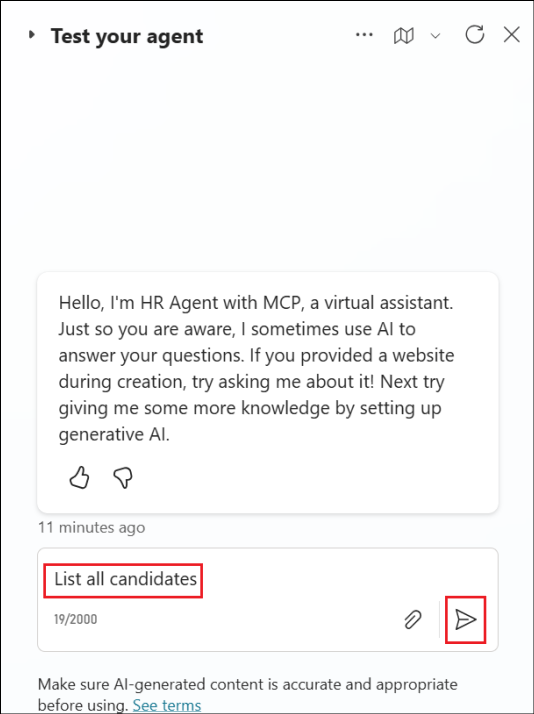 Test your agent
Hello, I'm HR Agent with MCP, a virtual assistant.
Just so you are aware, I sometimes use AI to
answer your questions. If you provided a website
during creation, try asking me about it! Next try
giving me some more knowledge by setting up
generative AI.
11 minutes ago
List all candidates
19/2000
Make sure AI-generated content is accurate and appropriate
before using. See terms